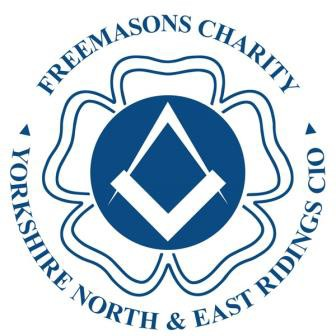 FREEMASONS CHARITY
YORKSHIRE NORTH & EAST RIDINGS CIO